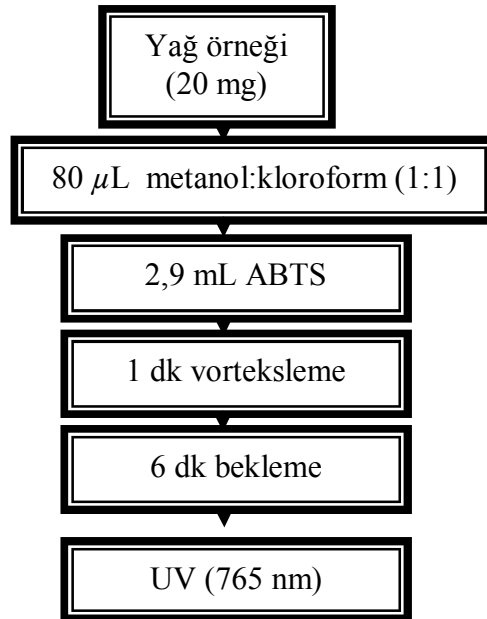 Yağ örneği
(20 mg)
80 µL metanol:kloroform (1:1)
2,9 mL ABTS
1 dk vorteksleme
6 dk bekleme
UV (765 nm)